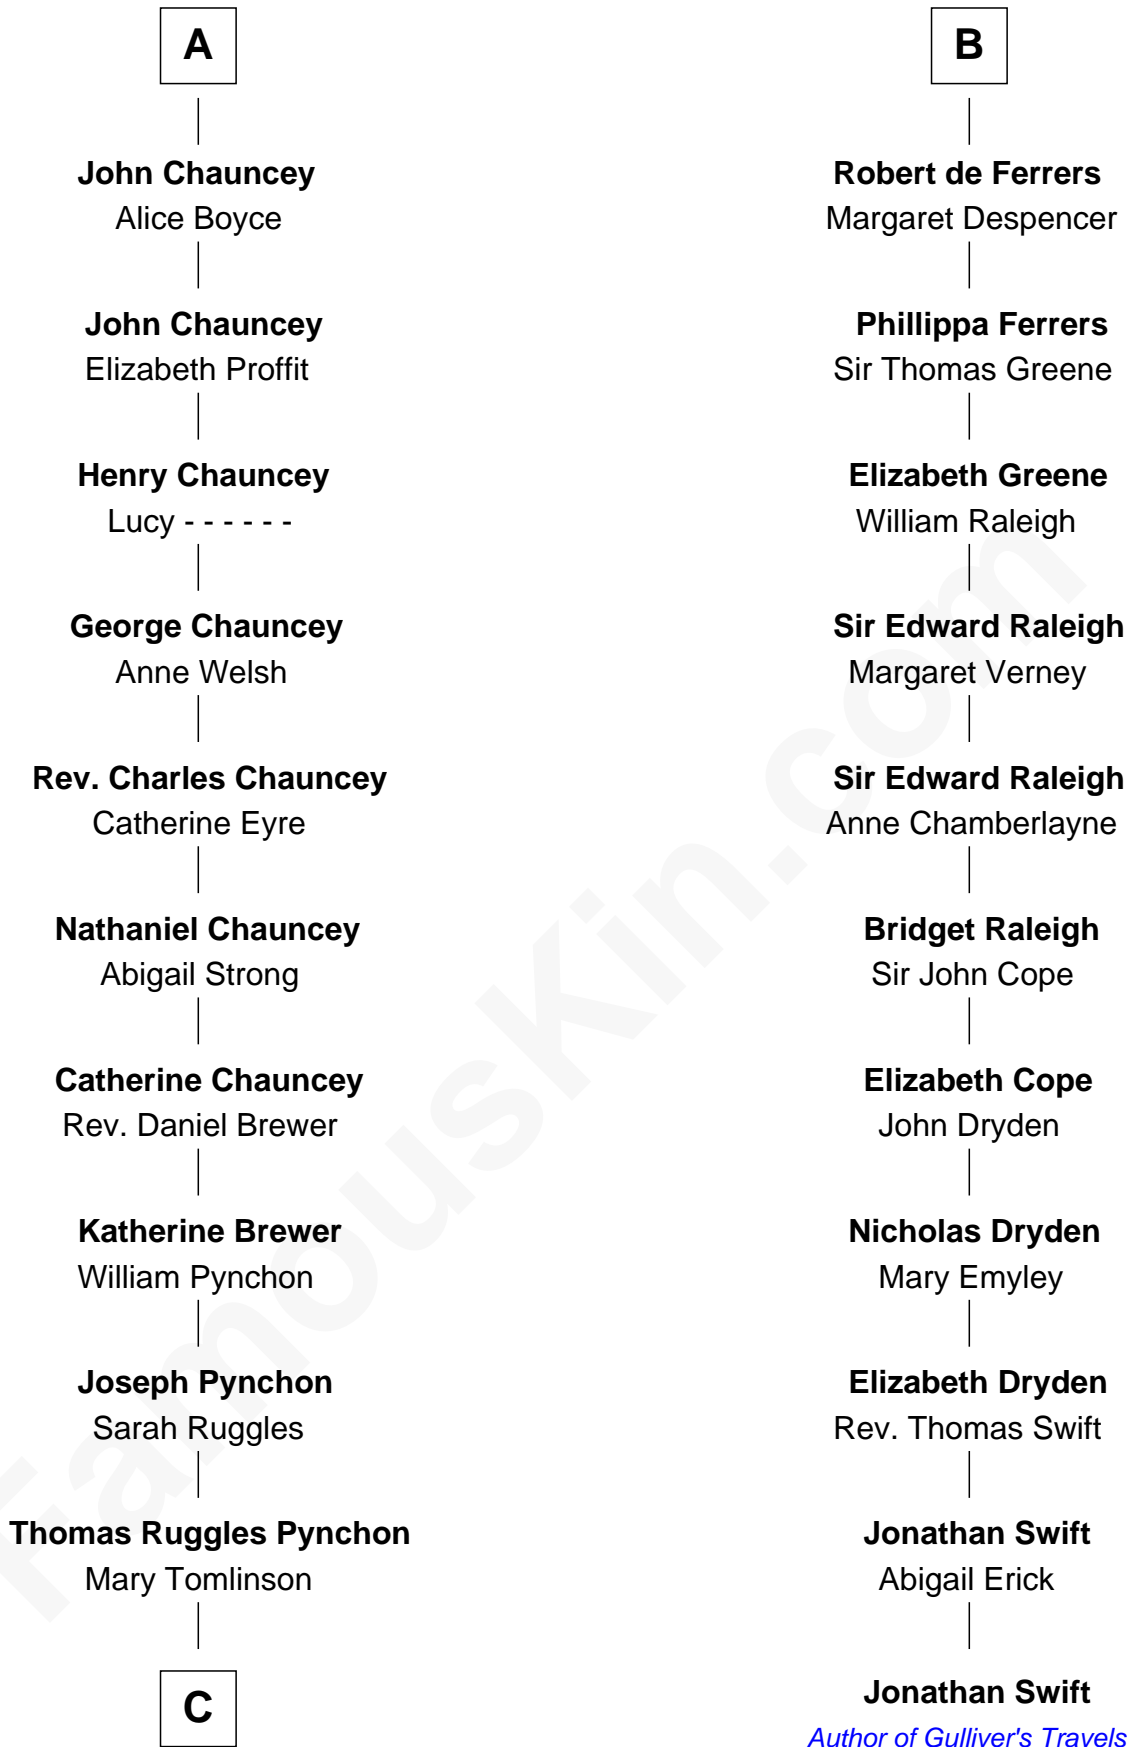 A
John Chauncey
Alice Boyce
John Chauncey
Elizabeth Proffit
Henry Chauncey
Lucy - - - - - -
George Chauncey
Anne Welsh
Rev. Charles Chauncey
Catherine Eyre
Nathaniel Chauncey
Abigail Strong
Catherine Chauncey
Rev. Daniel Brewer
Katherine Brewer
William Pynchon
Joseph Pynchon
Sarah Ruggles
Thomas Ruggles Pynchon
Mary Tomlinson
C
B
Robert de Ferrers
Margaret Despencer
Phillippa Ferrers
Sir Thomas Greene
Elizabeth Greene
William Raleigh
Sir Edward Raleigh
Margaret Verney
Sir Edward Raleigh
Anne Chamberlayne
Bridget Raleigh
Sir John Cope
Elizabeth Cope
John Dryden
Nicholas Dryden
Mary Emyley
Elizabeth Dryden
Rev. Thomas Swift
Jonathan Swift
Abigail Erick
Jonathan Swift
Author of Gulliver's Travels
FamousKin.com